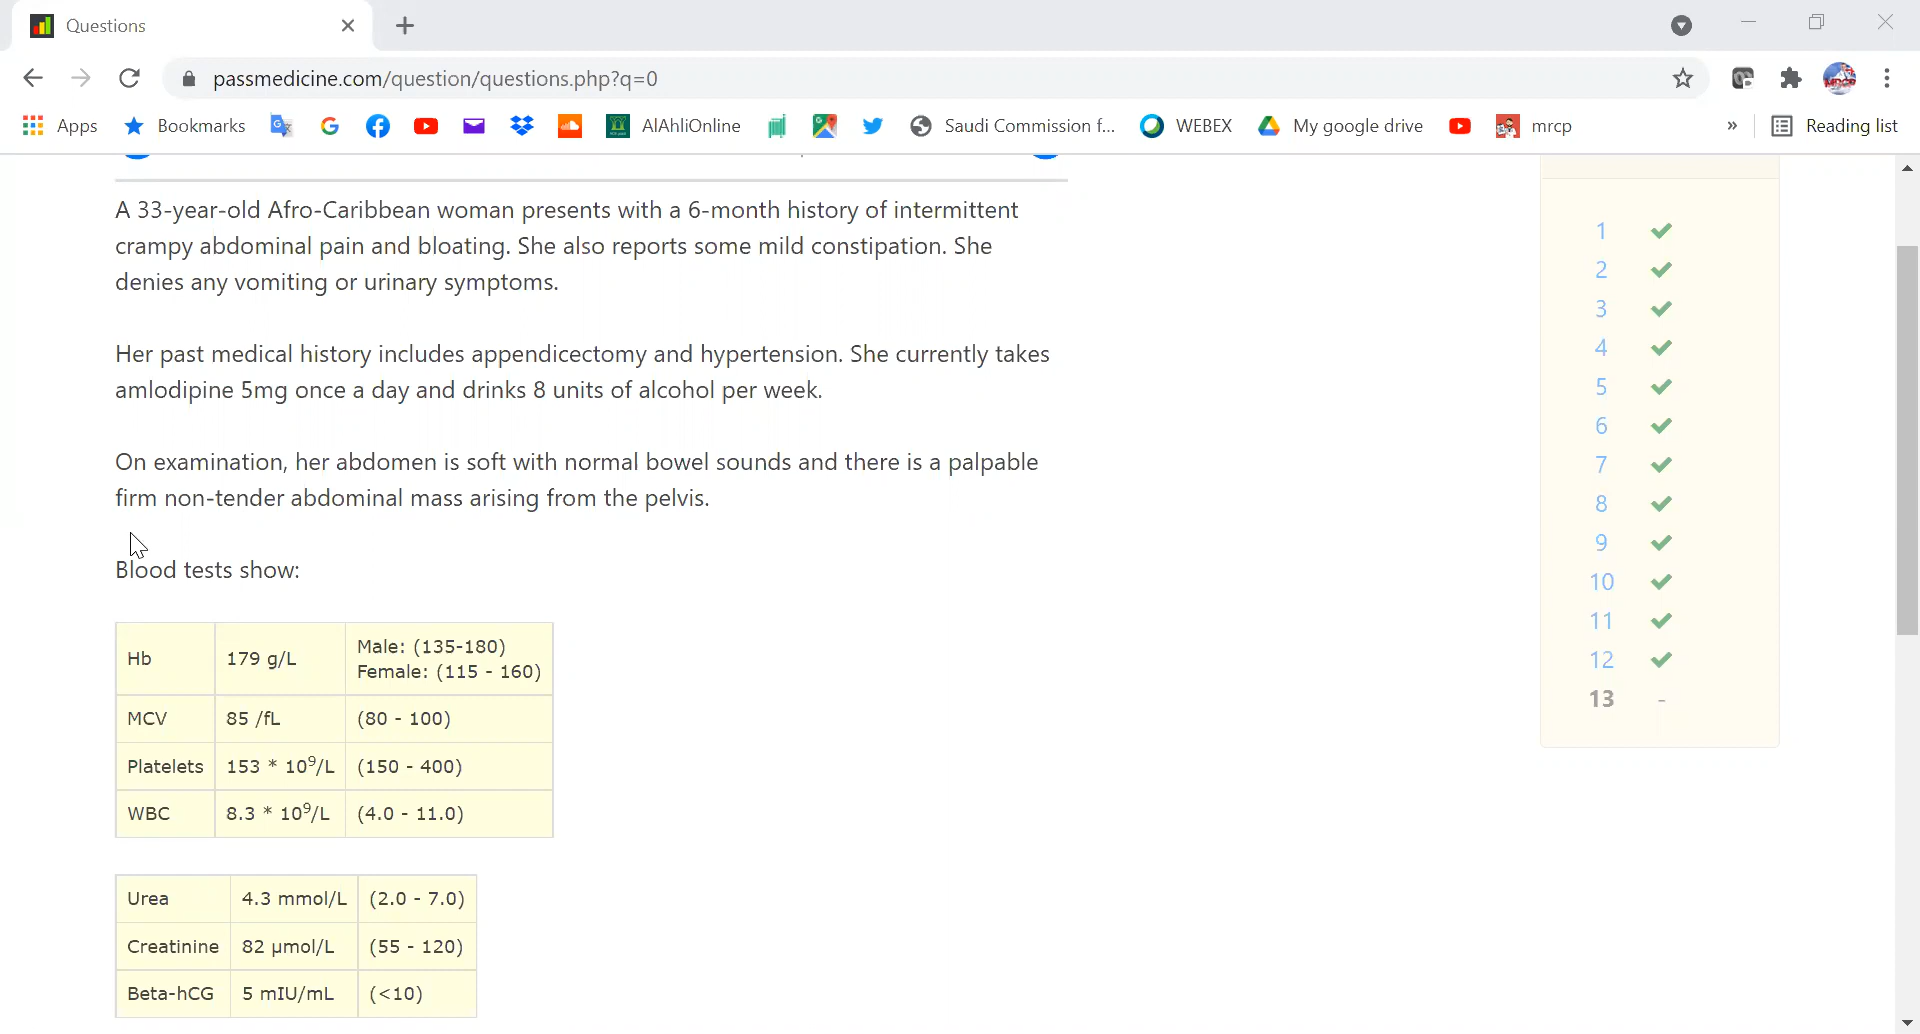 Questions
passmedicine.com/question/questions.php?q=0
Apps Bookmarks AlAhliOnline Saudi Commission f... WEBEX My google drive mrcp » Reading list
A 33-year-old Afro-Caribbean woman presents with a 6-month history of intermittent
crampy abdominal pain and bloating. She also reports some mild constipation. She
denies any vomiting or urinary symptoms.
Her past medical history includes appendicectomy and hypertension. She currently takes
amlodipine 5mg once a day and drinks 8 units of alcohol per week.
On examination, her abdomen is soft with normal bowel sounds and there is a palpable
firm non-tender abdominal mass arising from the pelvis.
Blood tests show:
Hb 179 g/L Male: (135-180)
Female: (115 - 160)
MCV 85 /fL (80 - 100)
Platelets 153 * 10⁹/L (150 - 400)
WBC 8.3 * 10⁹/L (4.0 - 11.0)
Urea 4.3 mmol/L (2.0 - 7.0)
Creatinine 82 µmol/L (55 - 120)
Beta-hCG 5 mIU/mL (<10)
1
2
3
4
5
6
7
8
9
10
11
12
13 -